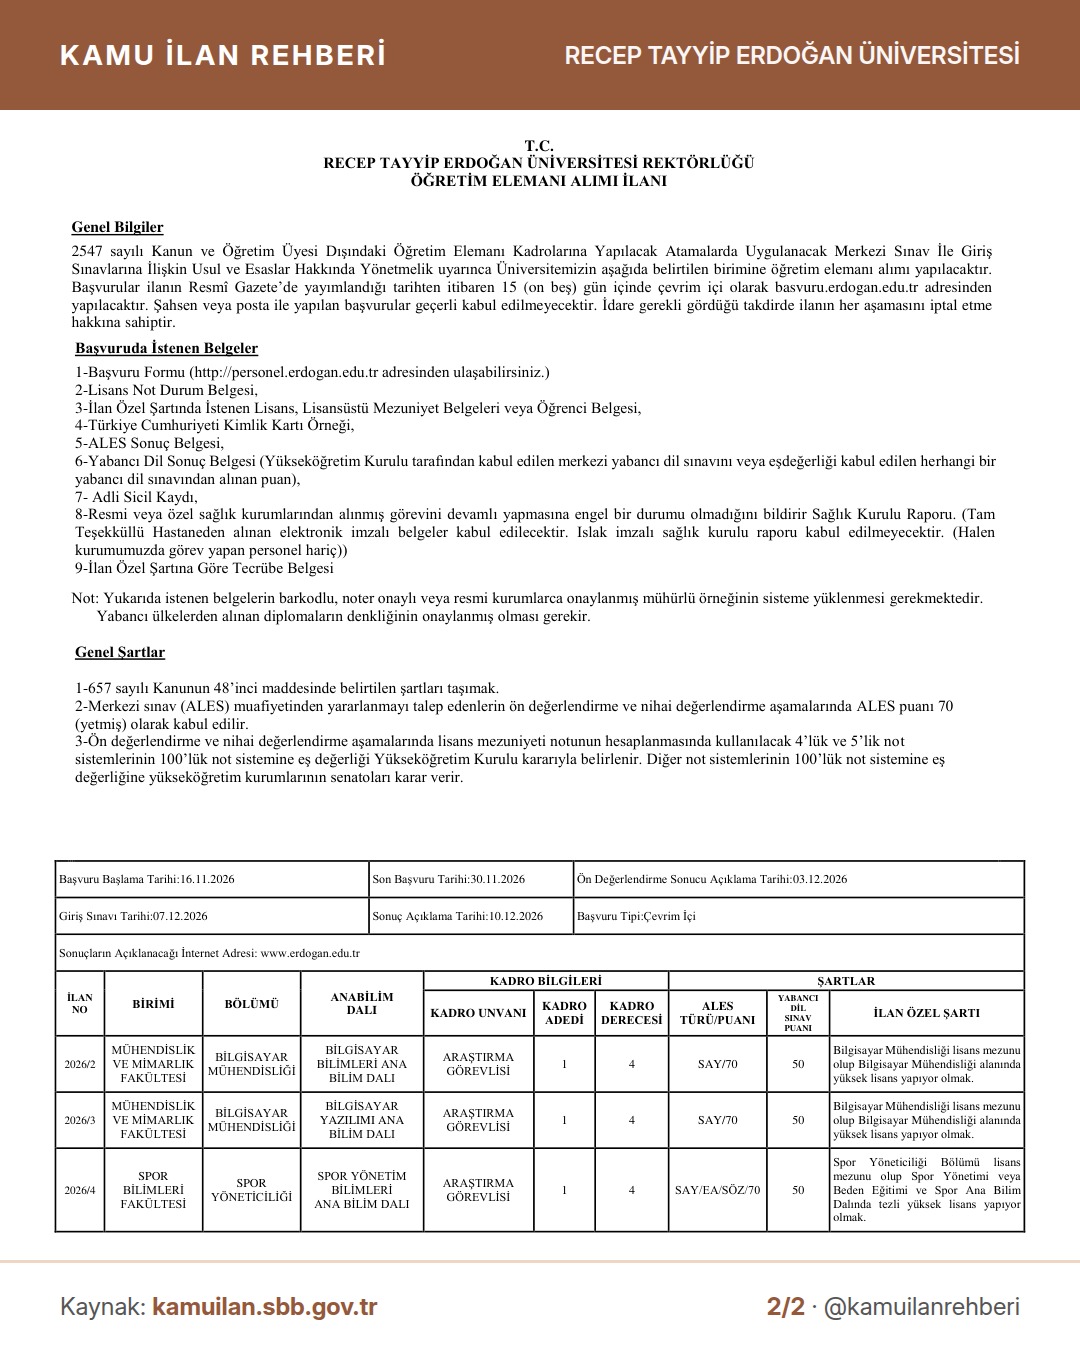 KAMU İLAN REHBERİ
RECEP TAYYİP ERDOĞAN ÜNİVERSİTESİ
T.C.
RECEP TAYYİP ERDOĞAN ÜNİVERSİTESİ REKTÖRLÜĞÜ
ÖĞRETİM ELEMANI ALIMI İLANI
Genel Bilgiler
2547 sayılı Kanun ve Öğretim Üyesi Dışındaki Öğretim Elemanı Kadrolarına Yapılacak Atamalarda Uygulanacak Merkezi Sınav İle Giriş
Sınavlarına İlişkin Usul ve Esaslar Hakkında Yönetmelik uyarınca Üniversitemizin aşağıda belirtilen birimine öğretim elemanı alımı yapılacaktır.
Başvurular ilanın Resmî Gazete’de yayımlandığı tarihten itibaren 15 (on beş) gün içinde çevrim içi olarak basvuru.erdogan.edu.tr adresinden
yapılacaktır. Şahsen veya posta ile yapılan başvurular geçerli kabul edilmeyecektir. İdare gerekli gördüğü takdirde ilanın her aşamasını iptal etme
hakkına sahiptir.
Başvuruda İstenen Belgeler
1-Başvuru Formu (http://personel.erdogan.edu.tr adresinden ulaşabilirsiniz.)
2-Lisans Not Durum Belgesi,
3-İlan Özel Şartında İstenen Lisans, Lisansüstü Mezuniyet Belgeleri veya Öğrenci Belgesi,
4-Türkiye Cumhuriyeti Kimlik Kartı Örneği,
5-ALES Sonuç Belgesi,
6-Yabancı Dil Sonuç Belgesi (Yükseköğretim Kurulu tarafından kabul edilen merkezi yabancı dil sınavını veya eşdeğerliği kabul edilen herhangi bir
yabancı dil sınavından alınan puan),
7- Adli Sicil Kaydı,
8-Resmi veya özel sağlık kurumlarından alınmış görevini devamlı yapmasına engel bir durumu olmadığını bildirir Sağlık Kurulu Raporu. (Tam
Teşekküllü Hastaneden alınan elektronik imzalı belgeler kabul edilecektir. Islak imzalı sağlık kurulu raporu kabul edilmeyecektir. (Halen
kurumumuzda görev yapan personel hariç))
9-İlan Özel Şartına Göre Tecrübe Belgesi
Not: Yukarıda istenen belgelerin barkodlu, noter onaylı veya resmi kurumlarca onaylanmış mühürlü örneğinin sisteme yüklenmesi gerekmektedir.
Yabancı ülkelerden alınan diplomaların denkliğinin onaylanmış olması gerekir.
Genel Şartlar
1-657 sayılı Kanunun 48’inci maddesinde belirtilen şartları taşımak.
2-Merkezi sınav (ALES) muafiyetinden yararlanmayı talep edenlerin ön değerlendirme ve nihai değerlendirme aşamalarında ALES puanı 70
(yetmiş) olarak kabul edilir.
3-Ön değerlendirme ve nihai değerlendirme aşamalarında lisans mezuniyeti notunun hesaplanmasında kullanılacak 4’lük ve 5’lik not
sistemlerinin 100’lük not sistemine eş değerliği Yükseköğretim Kurulu kararıyla belirlenir. Diğer not sistemlerinin 100’lük not sistemine eş
değerliğine yükseköğretim kurumlarının senatoları karar verir.
Başvuru Başlama Tarihi:16.11.2026
Son Başvuru Tarihi:30.11.2026
Ön Değerlendirme Sonucu Açıklama Tarihi:03.12.2026
Giriş Sınavı Tarihi:07.12.2026
Sonuç Açıklama Tarihi:10.12.2026
Başvuru Tipi:Çevrim İçi
Sonuçların Açıklanacağı İnternet Adresi: www.erdogan.edu.tr
İLAN
NO
BİRİMİ
BÖLÜMÜ
ANABİLİM
DALI
KADRO BİLGİLERİ
ŞARTLAR
KADRO UNVANI
KADRO
ADEDİ
KADRO
DERECESİ
ALES
TÜRÜ/PUANI
YABANCI
DİL
SINAV
PUANI
İLAN ÖZEL ŞARTI
2026/2
MÜHENDİSLİK
VE MİMARLIK
FAKÜLTESİ
BİLGİSAYAR
MÜHENDİSLİĞİ
BİLGİSAYAR
BİLİMLERİ ANA
BİLİM DALI
ARAŞTIRMA
GÖREVLİSİ
1
4
SAY/70
50
Bilgisayar Mühendisliği lisans mezunu
olup Bilgisayar Mühendisliği alanında
yüksek lisans yapıyor olmak.
2026/3
MÜHENDİSLİK
VE MİMARLIK
FAKÜLTESİ
BİLGİSAYAR
MÜHENDİSLİĞİ
BİLGİSAYAR
YAZILIMI ANA
BİLİM DALI
ARAŞTIRMA
GÖREVLİSİ
1
4
SAY/70
50
Bilgisayar Mühendisliği lisans mezunu
olup Bilgisayar Mühendisliği alanında
yüksek lisans yapıyor olmak.
2026/4
SPOR
BİLİMLERİ
FAKÜLTESİ
SPOR
YÖNETİCİLİĞİ
SPOR YÖNETİM
BİLİMLERİ
ANA BİLİM DALI
ARAŞTIRMA
GÖREVLİSİ
1
4
SAY/EA/SÖZ/70
50
Spor Yöneticiliği Bölümü lisans
mezunu olup Spor Yönetimi veya
Beden Eğitimi ve Spor Ana Bilim
Dalında tezli yüksek lisans yapıyor
olmak.
Kaynak: kamuilan.sbb.gov.tr
2/2 · @kamuilanrehberi